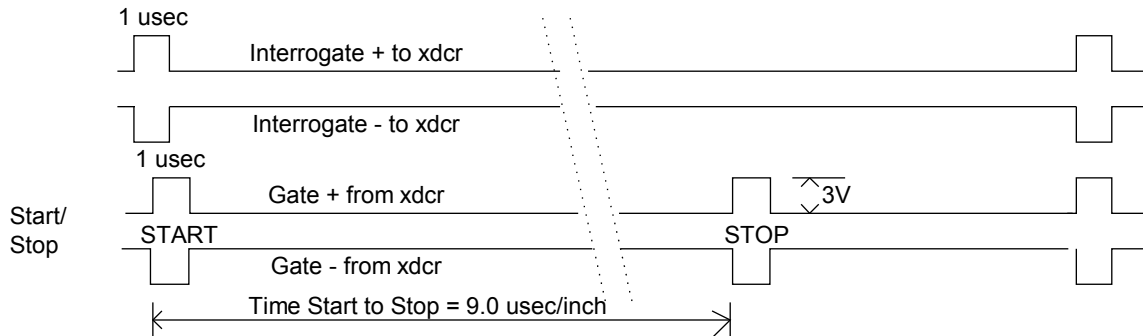 1 usec
Interrogate + to xdcr
Interrogate - to xdcr
1 usec
Gate + from xdcr
3V
Start/
Stop
START
STOP
Gate - from xdcr
Time Start to Stop = 9.0 usec/inch